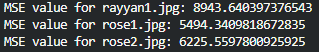 MSE value for rayyan1.jpg: 8943.640397376543
MSE value for rose1.jpg: 5494.3409818672835
MSE value for rose2.jpg: 6225.5597800925925